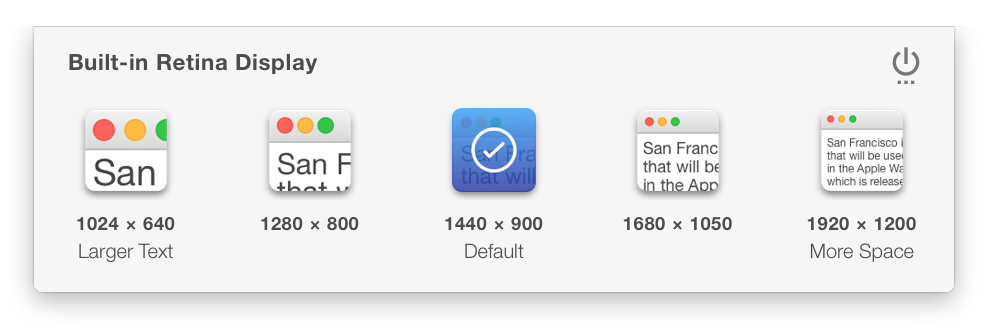 Built-in Retina Display
San
San F
that w
San Fra
that will
San Franc
that will be
in the App
San Francisco i
that will be used
in the Apple Wa
which is release
1024 × 640
1280 × 800
1440 × 900
1680 × 1050
1920 × 1200
Larger Text
Default
More Space